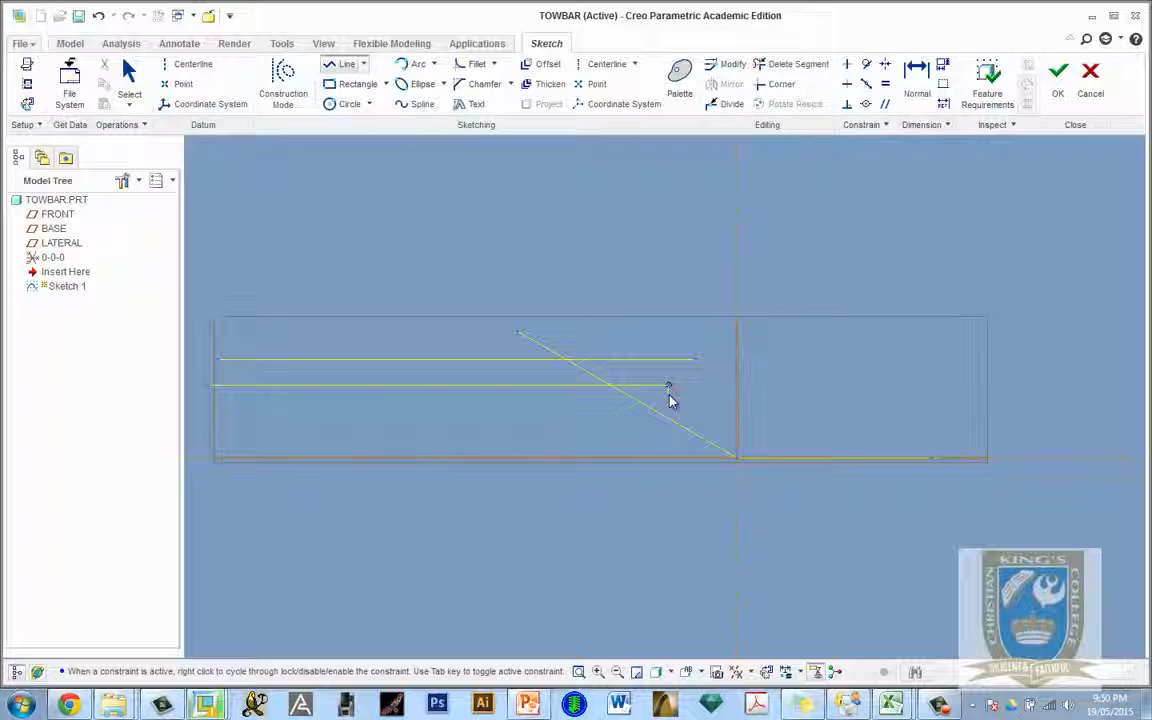 TOWBAR (Active) - Creo Parametric Academic Edition
File Model Analysis Annotate Render Tools View Flexible Modeling Applications Sketch
Centerline Line Arc Fillet Offset Centerline Modify Delete Segment
Point Rectangle Ellipse Chamfer Thicken Point Mirror Corner
File System Select Coordinate System Construction Mode Circle Spline Text Project Coordinate System Palette Divide Rotate Resize Normal Feature Requirements OK Cancel
Setup Get Data Operations Datum Sketching Editing Constrain Dimension Inspect Close
Model Tree
TOWBAR.PRT
FRONT
BASE
LATERAL
0-0-0
Insert Here
Sketch 1
KING'S
CHRISTIAN
COLLEGE
When a constraint is active, right click to cycle through lock/disable/enable the constraint. Use Tab key to toggle active constraint.
Ps Ai W
9:50 PM
19/05/2015